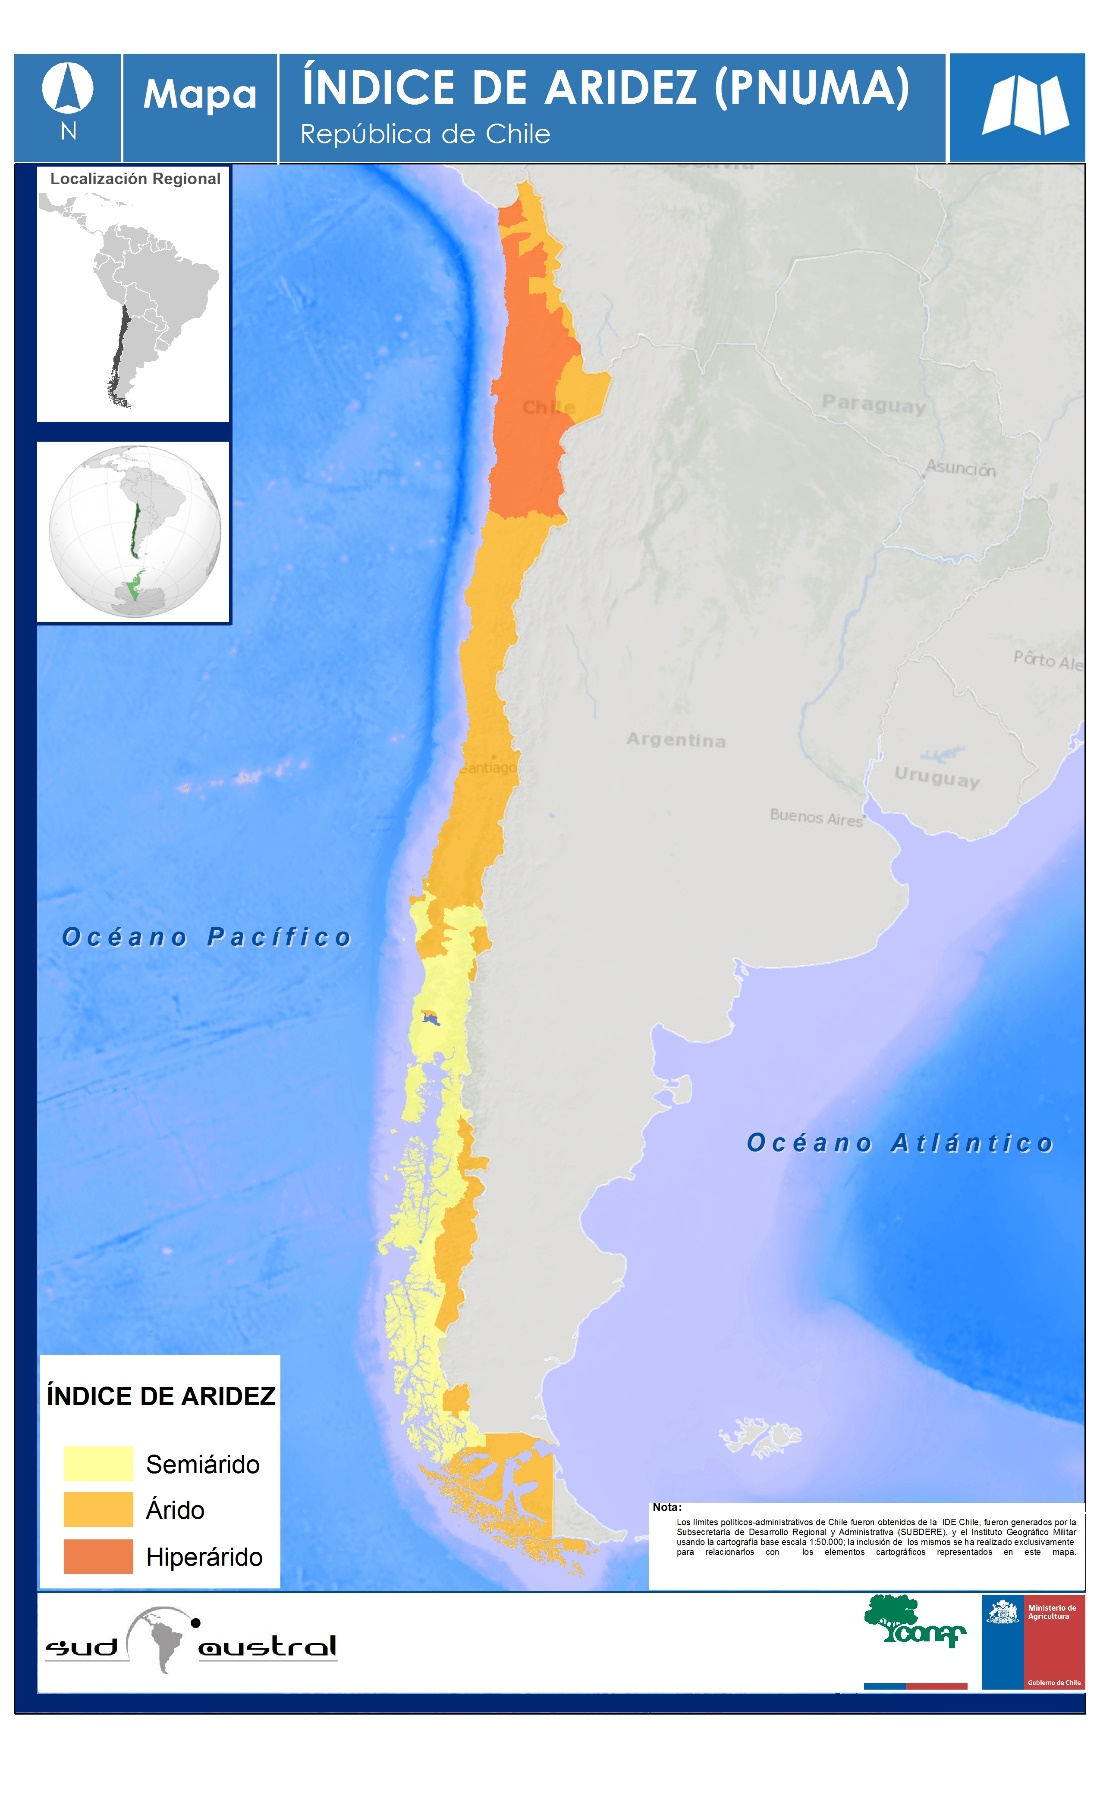 N
Mapa
ÍNDICE DE ARIDEZ (PNUMA)
República de Chile
Localización Regional
Bolivia
Chile
Paraguay
Asunción
Pôrto Ale
Argentina
Santiago
Uruguay
Buenos Aires
Océano Pacífico
Océano Atlántico
ÍNDICE DE ARIDEZ
Semiárido
Árido
Hiperárido
Nota:
Los límites políticos-administrativos de Chile fueron obtenidos de la IDE Chile, fueron generados por la
Subsecretaría de Desarrollo Regional y Administrativa (SUBDERE), y el Instituto Geográfico Militar
usando la cartografía base escala 1:50.000; la inclusión de los mismos se ha realizado exclusivamente
para relacionarlos con los elementos cartográficos representados en este mapa.
sud austral
conaf
Ministerio de
Agricultura
Gobierno de Chile